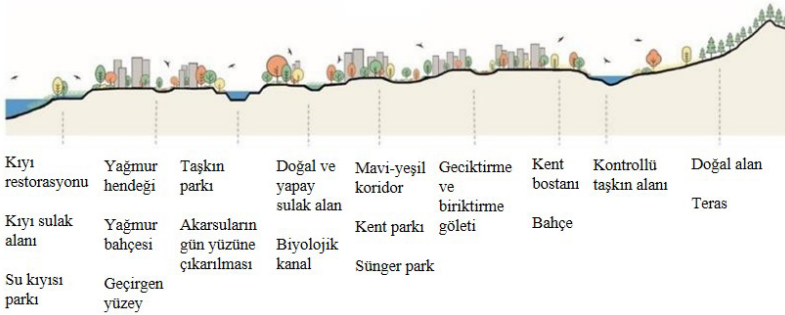 Kıyı
restorasyonu
Kıyı sulak
alanı
Su kıyısı
parkı
Yağmur
hendeği
Yağmur
bahçesi
Geçirgen
yüzey
Taşkın
parkı
Akarsuların
gün yüzüne
çıkarılması
Doğal ve
yapay
sulak alan
Biyolojik
kanal
Mavi-yeşil
koridor
Kent parkı
Sünger park
Geciktirme
ve
biriktirme
göleti
Kent
bostanı
Bahçe
Kontrollü
taşkın alanı
Doğal alan
Teras